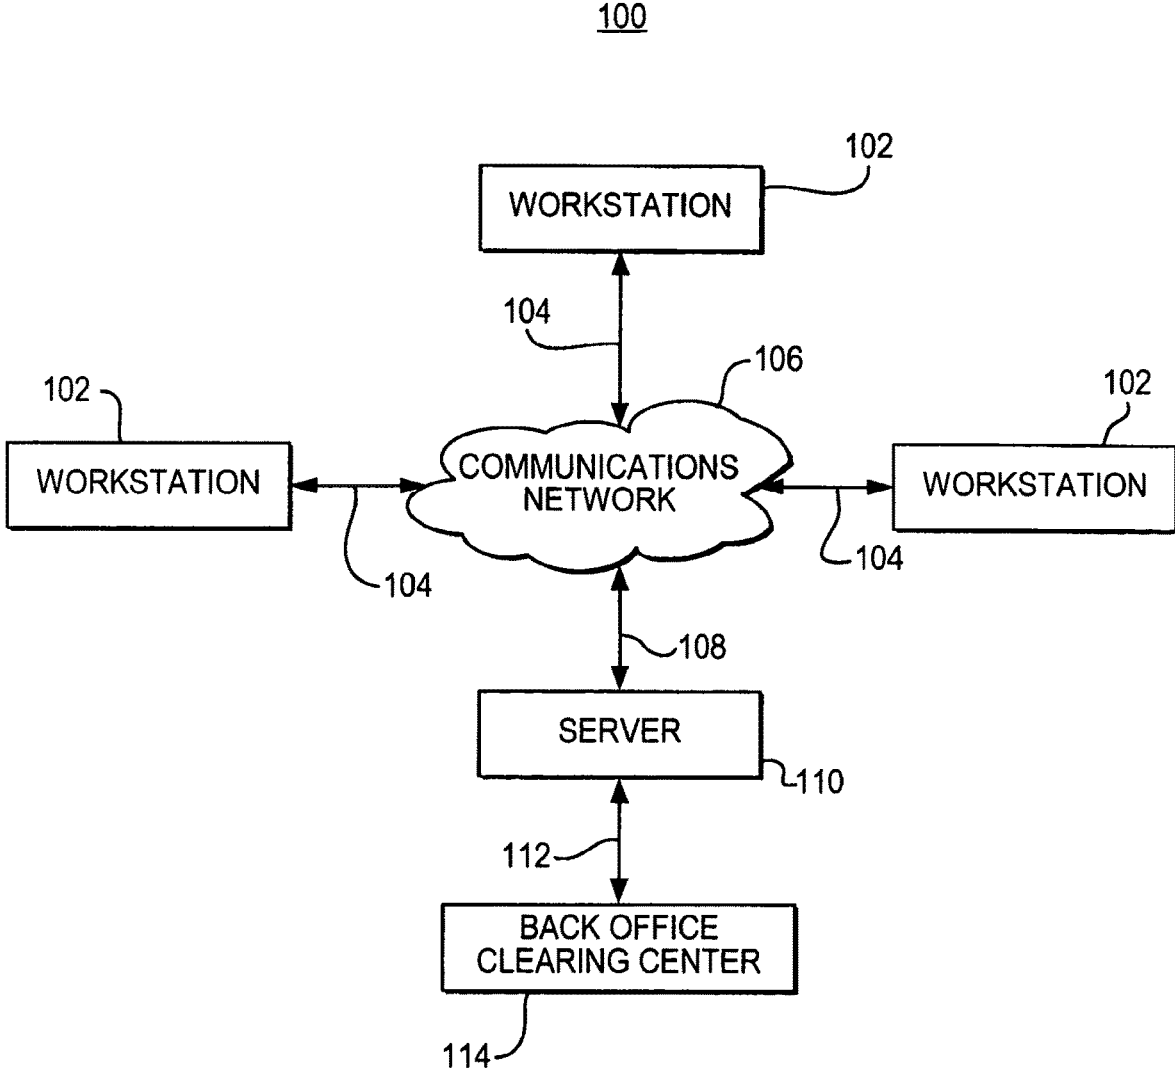 100
102
WORKSTATION
104
106
102
102
WORKSTATION
COMMUNICATIONS
NETWORK
WORKSTATION
104
104
108
SERVER
110
112
BACK OFFICE
CLEARING CENTER
114